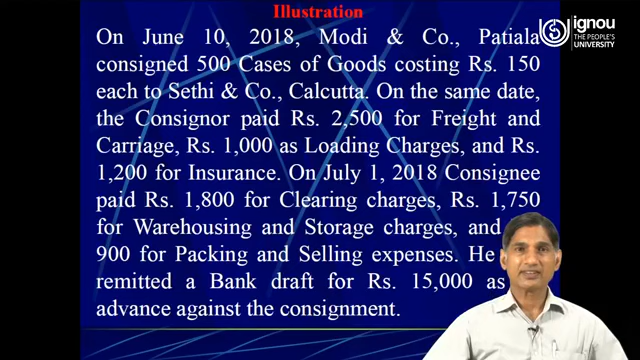 Illustration
ignou
THE PEOPLE'S
UNIVERSITY
On June 10, 2018, Modi & Co., Patiala
consigned 500 Cases of Goods costing Rs. 150
each to Sethi & Co., Calcutta. On the same date,
the Consignor paid Rs. 2,500 for Freight and
Carriage, Rs. 1,000 as Loading Charges, and Rs.
1,200 for Insurance. On July 1, 2018 Consignee
paid Rs. 1,800 for Clearing charges, Rs. 1,750
for Warehousing and Storage charges, and
900 for Packing and Selling expenses. He
remitted a Bank draft for Rs. 15,000 as
advance against the consignment.